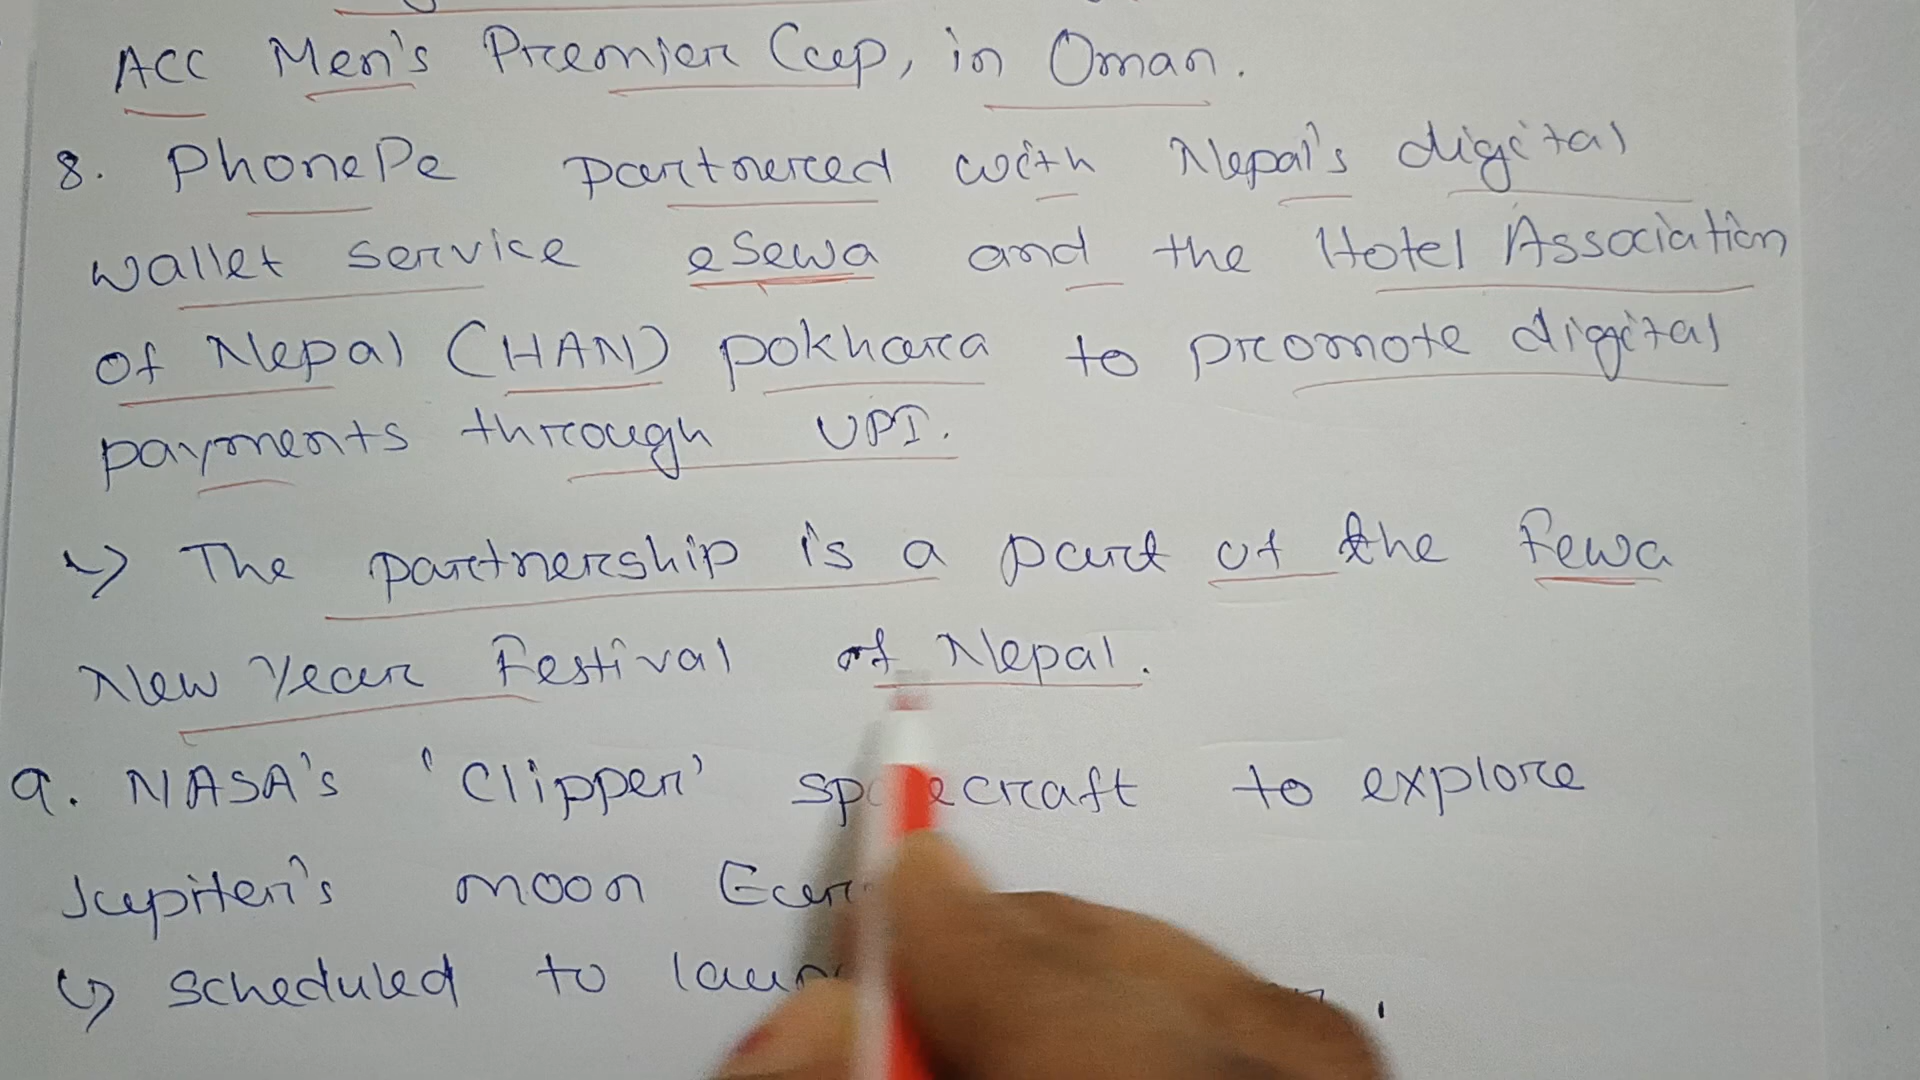 ACC Men's Premier Cup, in Oman.
8. PhonePe partnered with Nepal's digital
wallet service eSewa and the Hotel Association
of Nepal (HAN) pokhara to promote digital
payments through UPI.
↳ The partnership is a part of the Fewa
New Year Festival of Nepal.
9. NASA's 'Clipper' spacecraft to explore
Jupiter's moon
↳ scheduled to